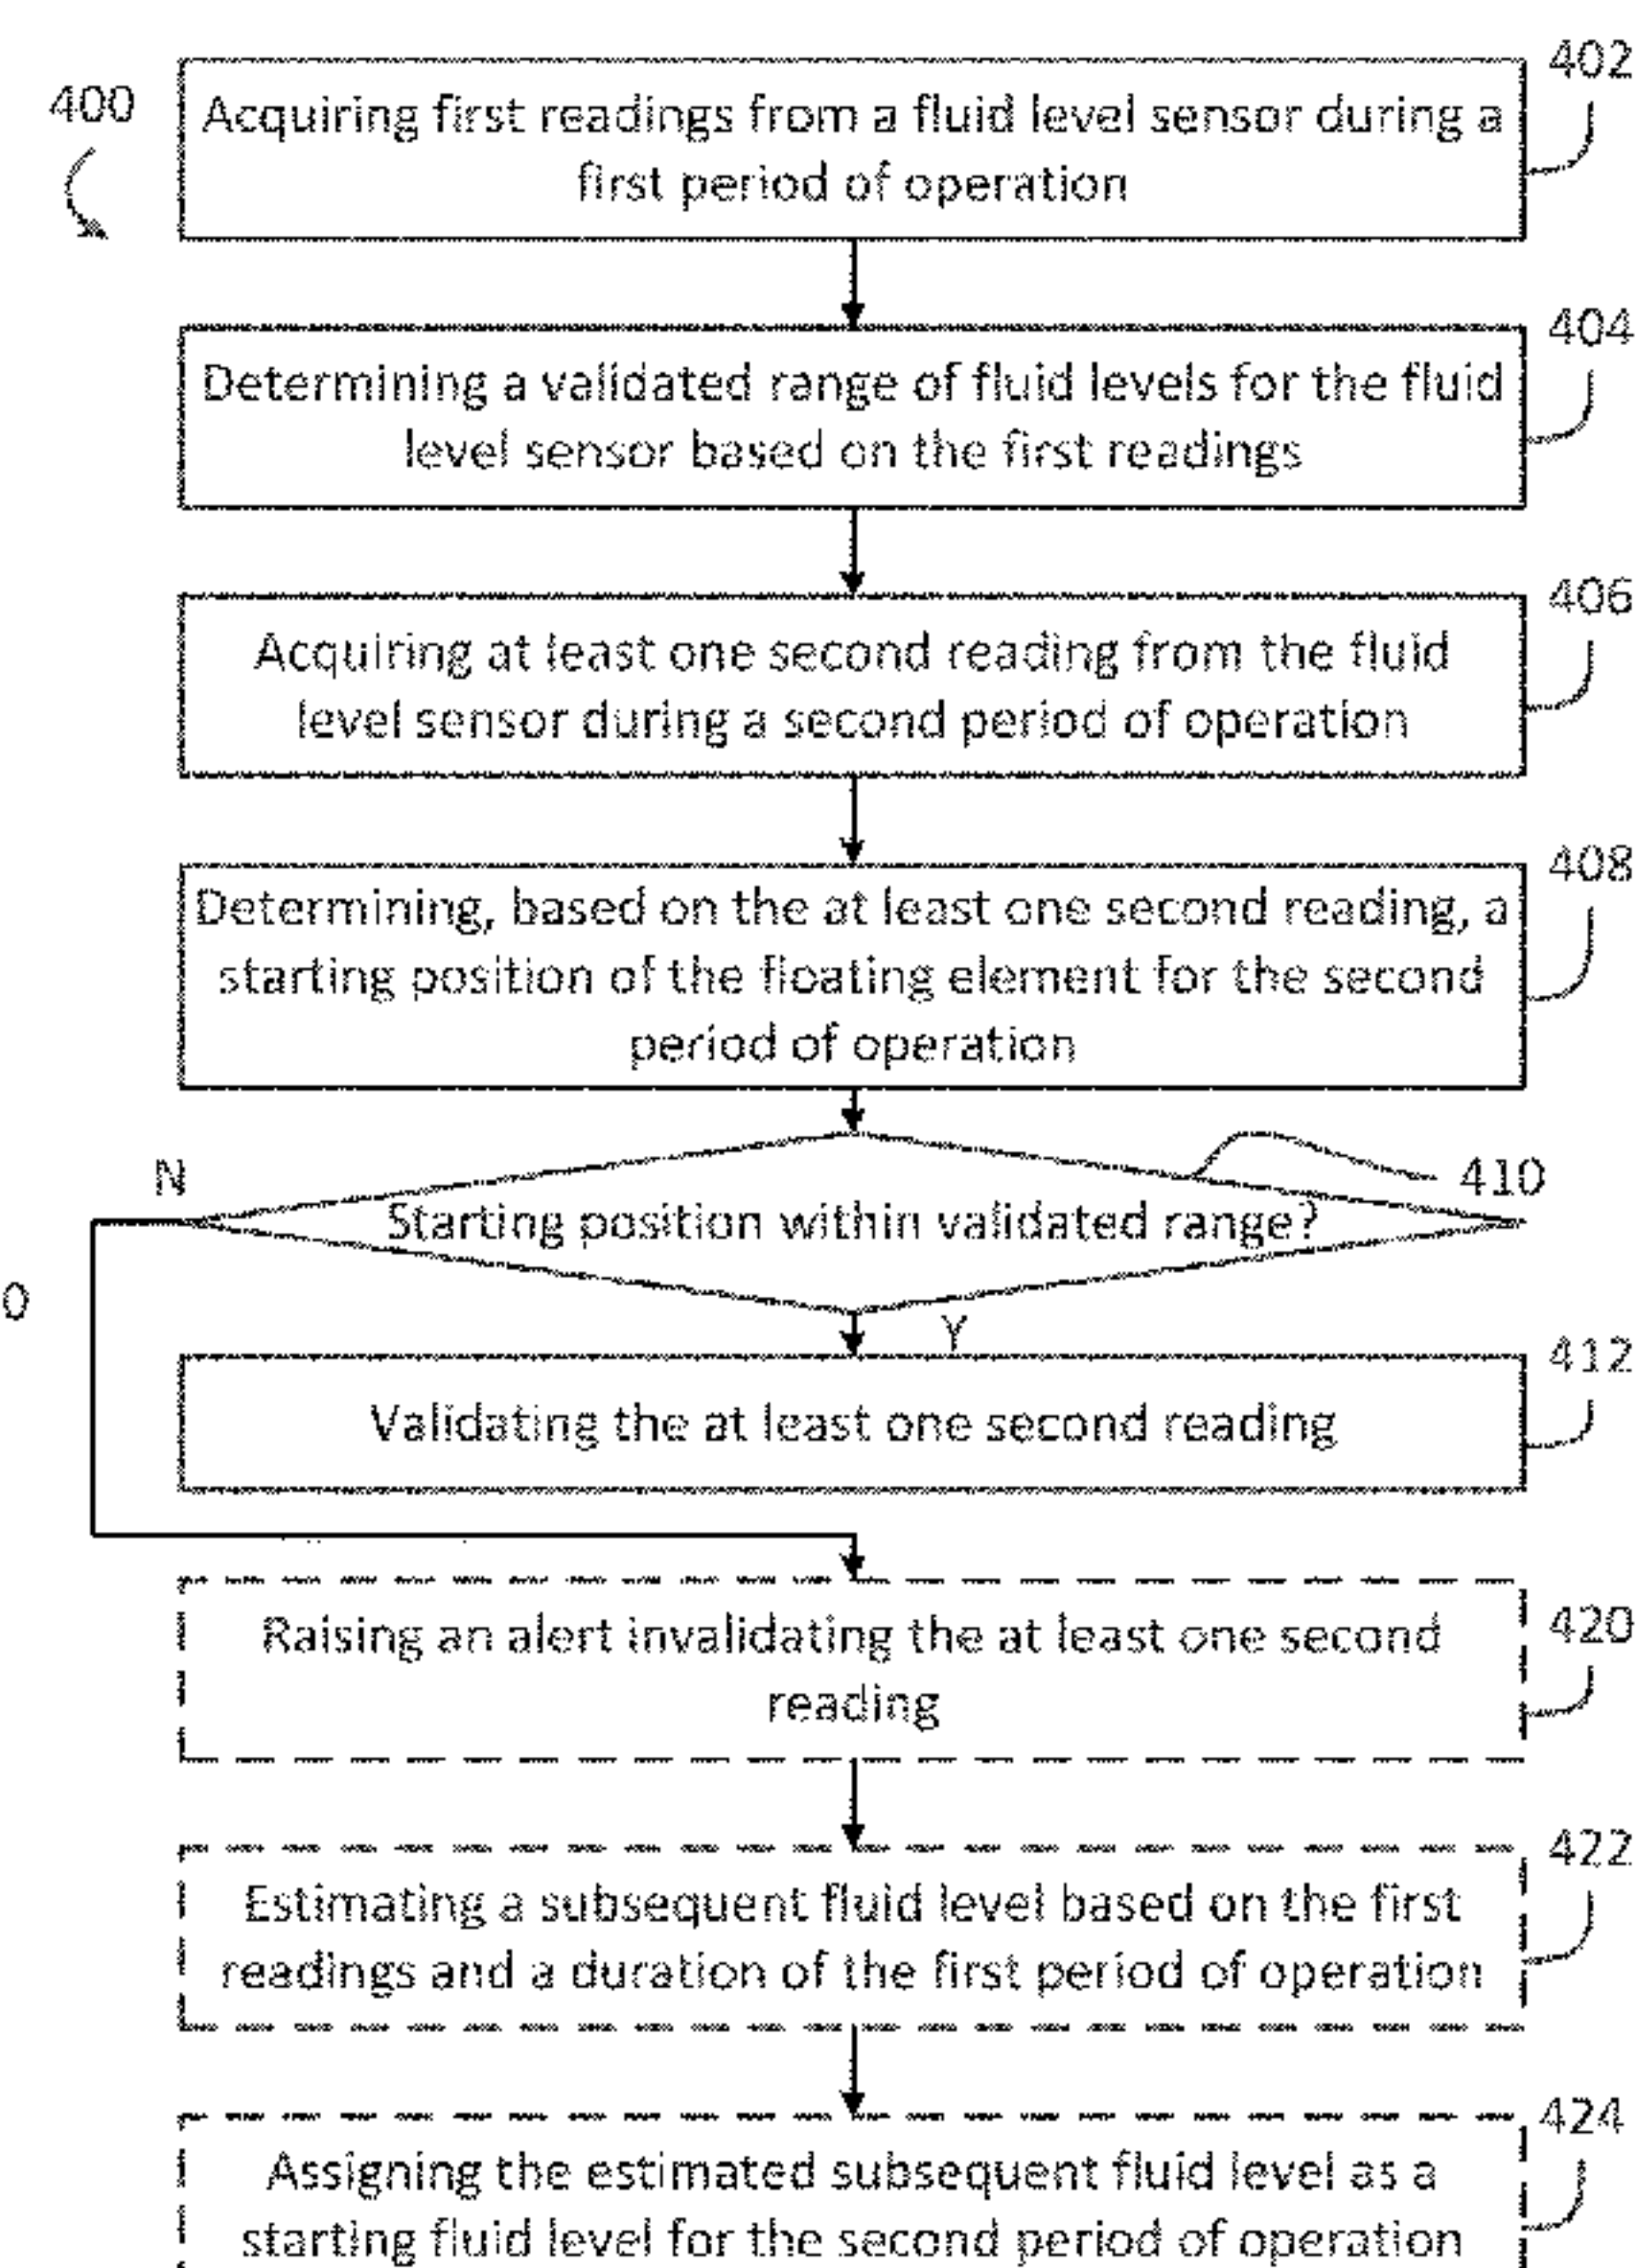 402
400
Acquiring first readings from a fluid level sensor during a
first period of operation
404
Determining a validated range of fluid levels for the fluid
level sensor based on the first readings
406
Acquiring at least one second reading from the fluid
level sensor during a second period of operation
408
Determining, based on the at least one second reading, a
starting position of the floating element for the second
period of operation
N
410
Starting position within validated range?
0
Y
412
Validating the at least one second reading
420
Raising an alert invalidating the at least one second
reading
422
Estimating a subsequent fluid level based on the first
readings and a duration of the first period of operation
424
Assigning the estimated subsequent fluid level as a
starting fluid level for the second period of operation